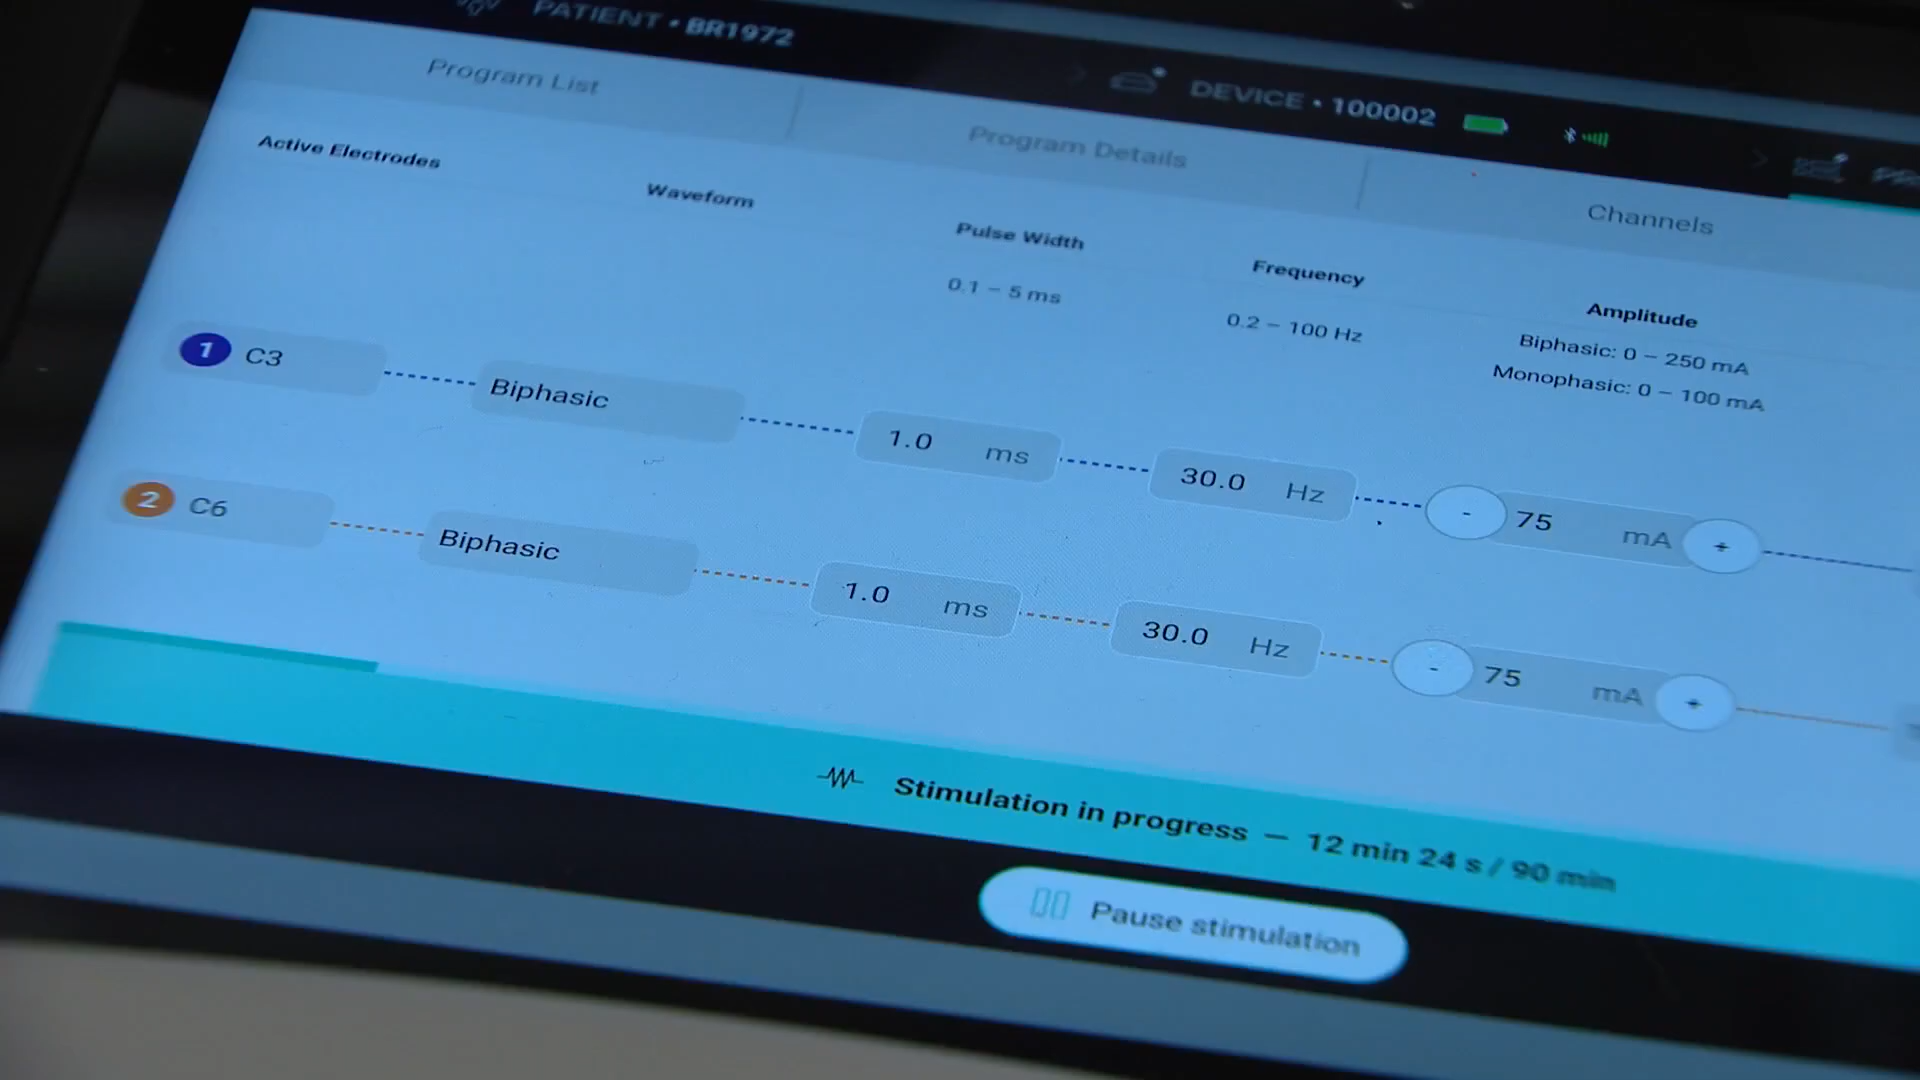 PATIENT • BR1972
DEVICE • 100002
Program List
Program Details
Channels
Active Electrodes
Waveform
Pulse Width
0.1 – 5 ms
Frequency
0.2 – 100 Hz
Amplitude
Biphasic: 0 – 250 mA
Monophasic: 0 – 100 mA
1 C3 Biphasic 1.0 ms 30.0 Hz - 75 mA +
2 C6 Biphasic 1.0 ms 30.0 Hz - 75 mA +
Stimulation in progress — 12 min 24 s / 90 min
Pause stimulation